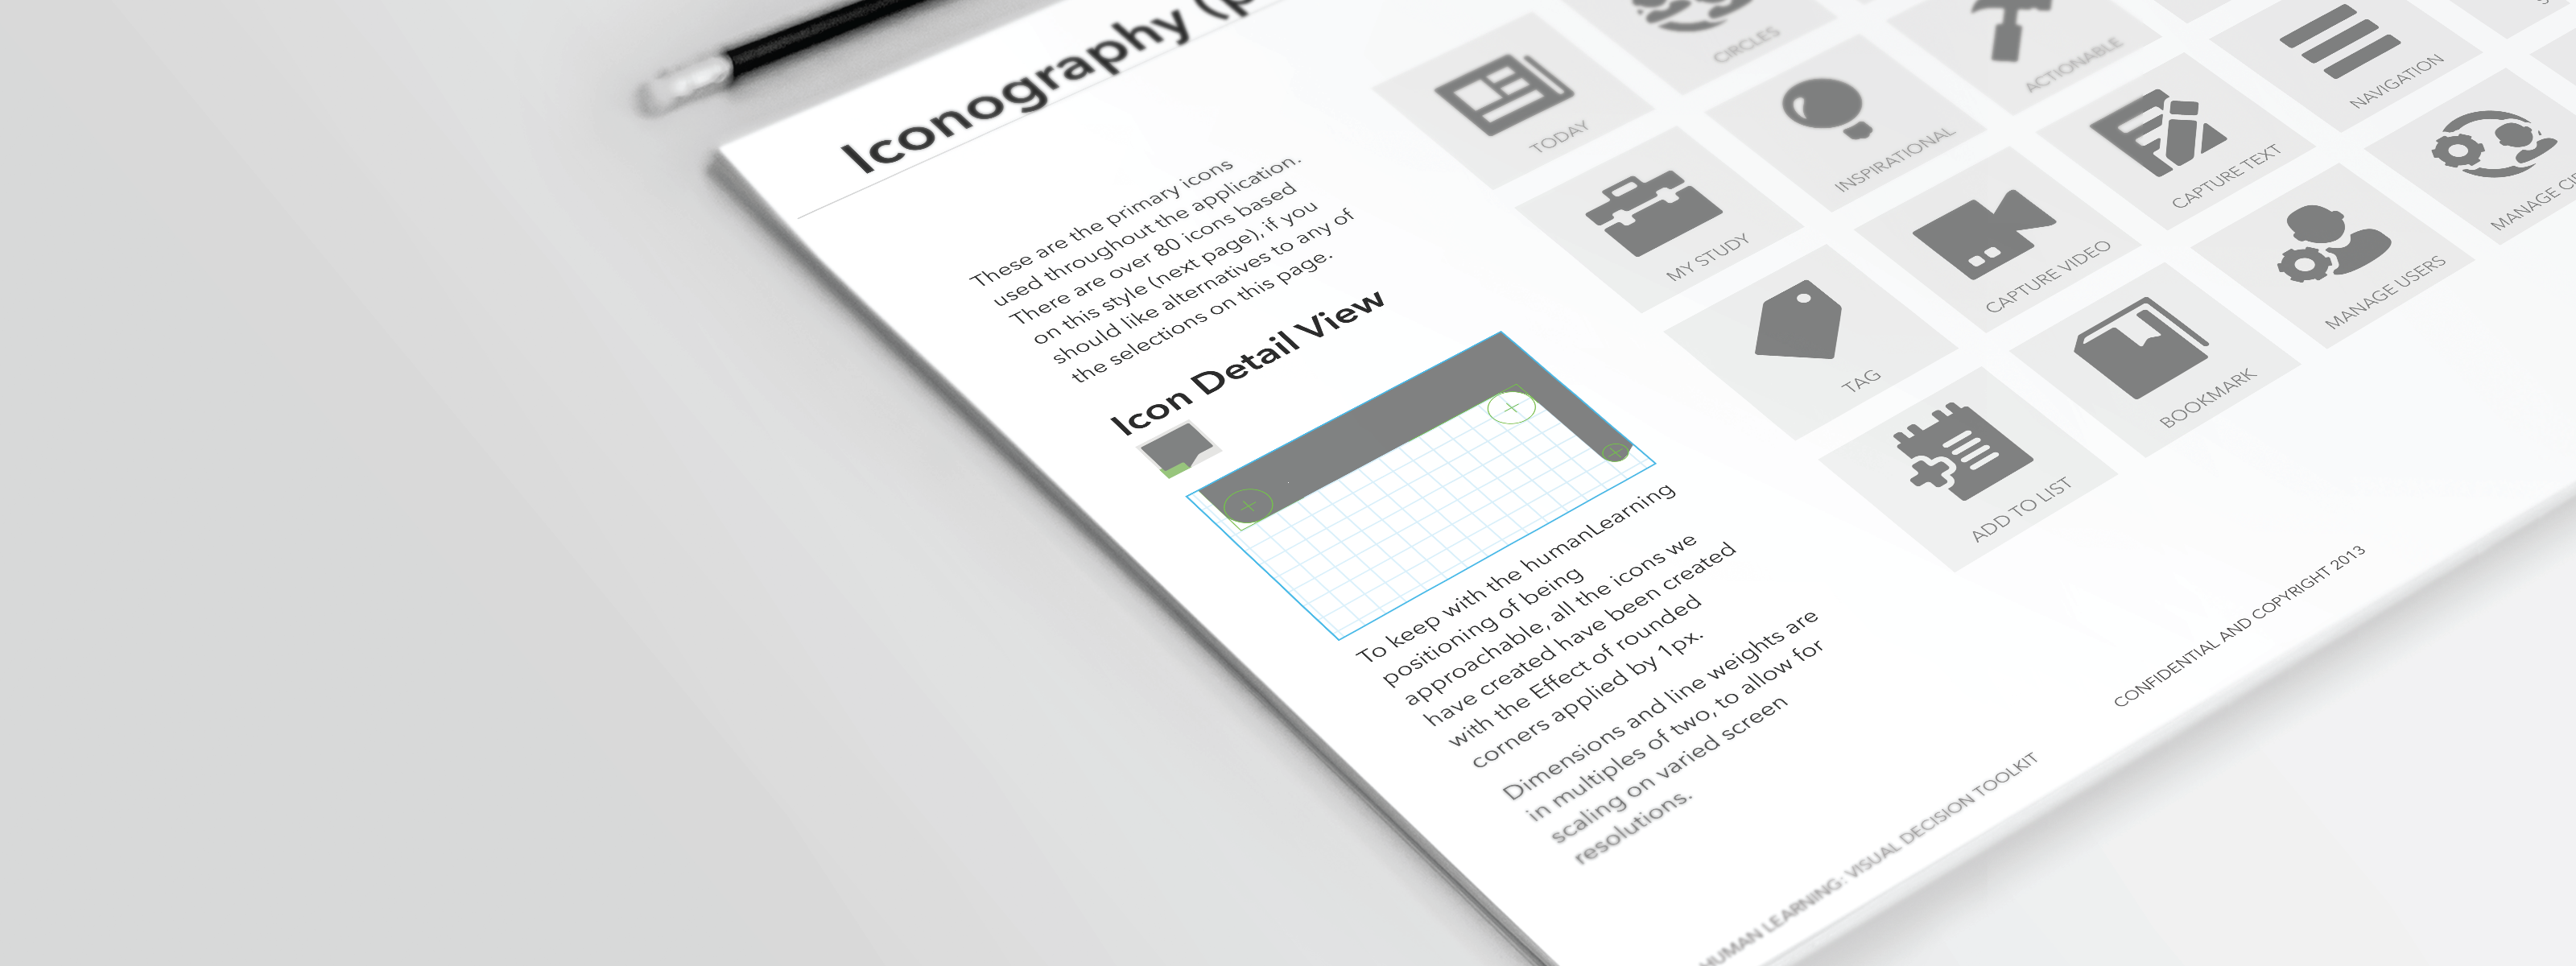 Iconography
These are the primary icons
used throughout the application.
There are over 80 icons based
on this style (next page), if you
should like alternatives to any of
the selections on this page.
Icon Detail View
To keep with the humanLearning
positioning of being
approachable, all the icons we
have created have been created
with the Effect of rounded
corners applied by 1px.
Dimensions and line weights are
in multiples of two, to allow for
scaling on varied screen
resolutions.
TODAY
CIRCLES
MY STUDY
INSPIRATIONAL
ACTIONABLE
TAG
CAPTURE VIDEO
CAPTURE TEXT
NAVIGATION
ADD TO LIST
BOOKMARK
MANAGE USERS
MANAGE
HUMAN LEARNING: VISUAL DECISION TOOLKIT
CONFIDENTIAL AND COPYRIGHT 2013